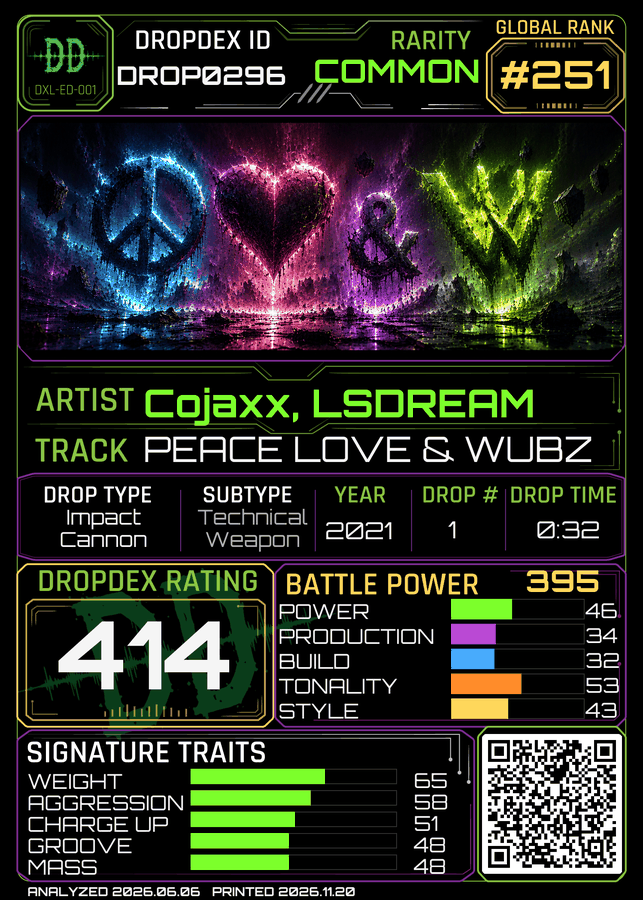 DD
DXL-ED-001
DROPDEX ID
DROP0296
RARITY
COMMON
GLOBAL RANK
#251
& W
ARTIST Cojaxx, LSDREAM
TRACK PEACE LOVE & WUBZ
DROP TYPE
Impact
Cannon
SUBTYPE
Technical
Weapon
YEAR
2021
DROP #
1
DROP TIME
0:32
DROPDEX RATING
414
BATTLE POWER 395
POWER 46
PRODUCTION 34
BUILD 32
TONALITY 53
STYLE 43
SIGNATURE TRAITS
WEIGHT 65
AGGRESSION 58
CHARGE UP 51
GROOVE 48
MASS 48
ANALYZED 2026.06.06 PRINTED 2026.11.20